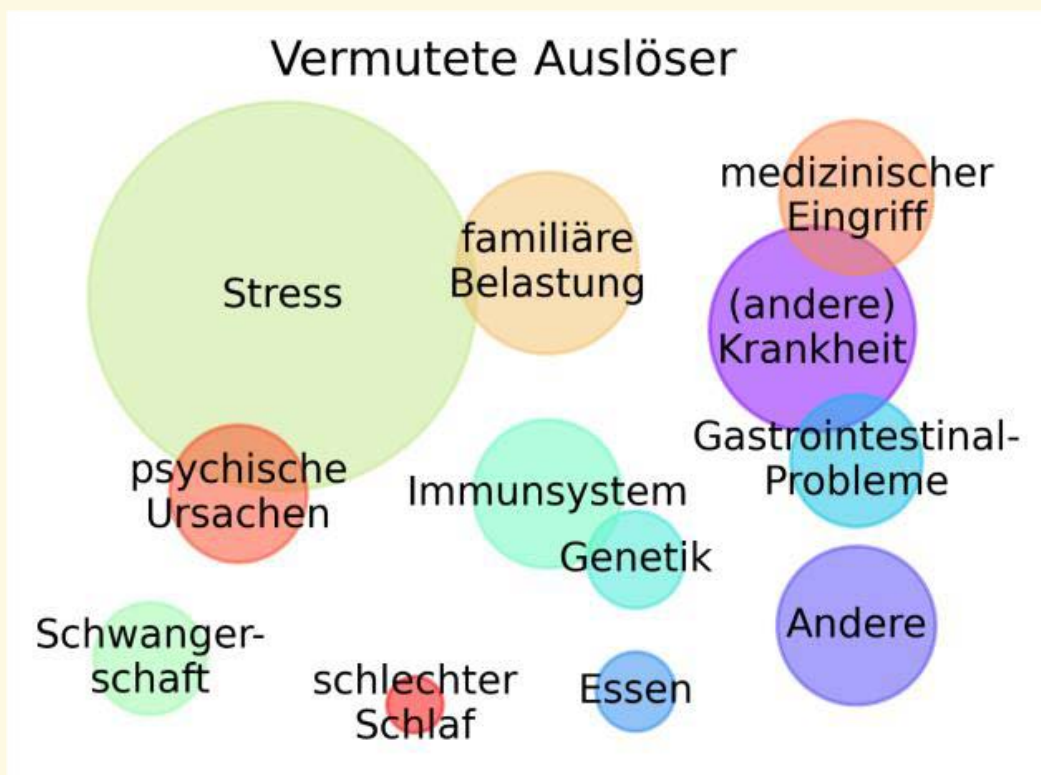 Vermutete Auslöser
Stress
familiäre
Belastung
medizinischer
Eingriff
(andere)
Krankheit
psychische
Ursachen
Immunsystem
Genetik
Gastrointestinal-
Probleme
Schwanger-
schaft
schlechter
Schlaf
Essen
Andere